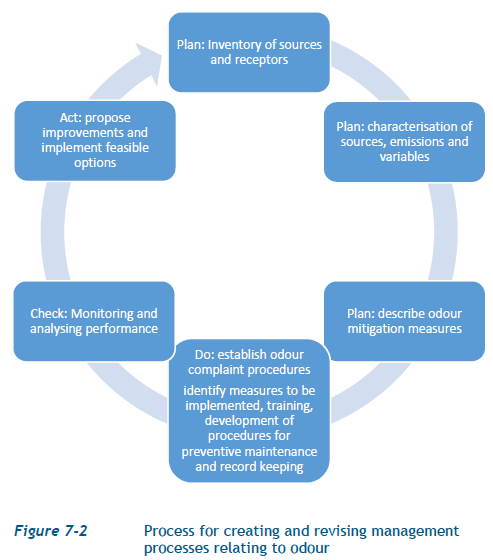 Plan: Inventory of sources
and receptors
Plan: characterisation of
sources, emissions and
variables
Plan: describe odour
mitigation measures
Do: establish odour
complaint procedures
identify measures to be
implemented, training,
development of
procedures for
preventive maintenance
and record keeping
Check: Monitoring and
analysing performance
Act: propose
improvements and
implement feasible
options
Figure 7-2 Process for creating and revising management
processes relating to odour